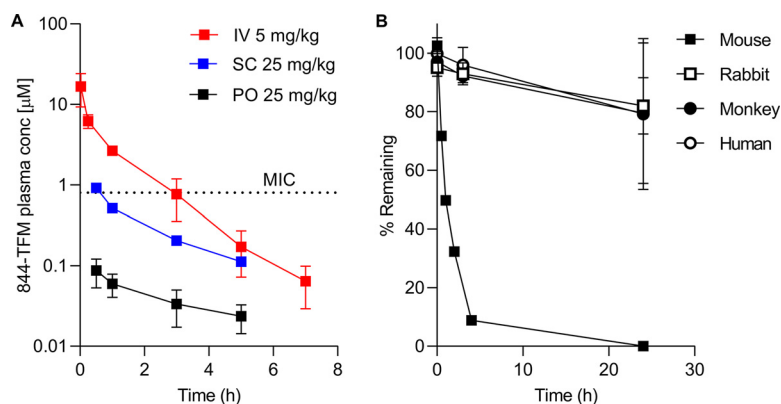 A
844-TFM plasma conc [μM]
100
10
1
0.1
0.01
0
2
4
6
8
Time (h)
MIC
IV 5 mg/kg
SC 25 mg/kg
PO 25 mg/kg
B
% Remaining
100
80
60
40
20
0
0
10
20
30
Time (h)
Mouse
Rabbit
Monkey
Human